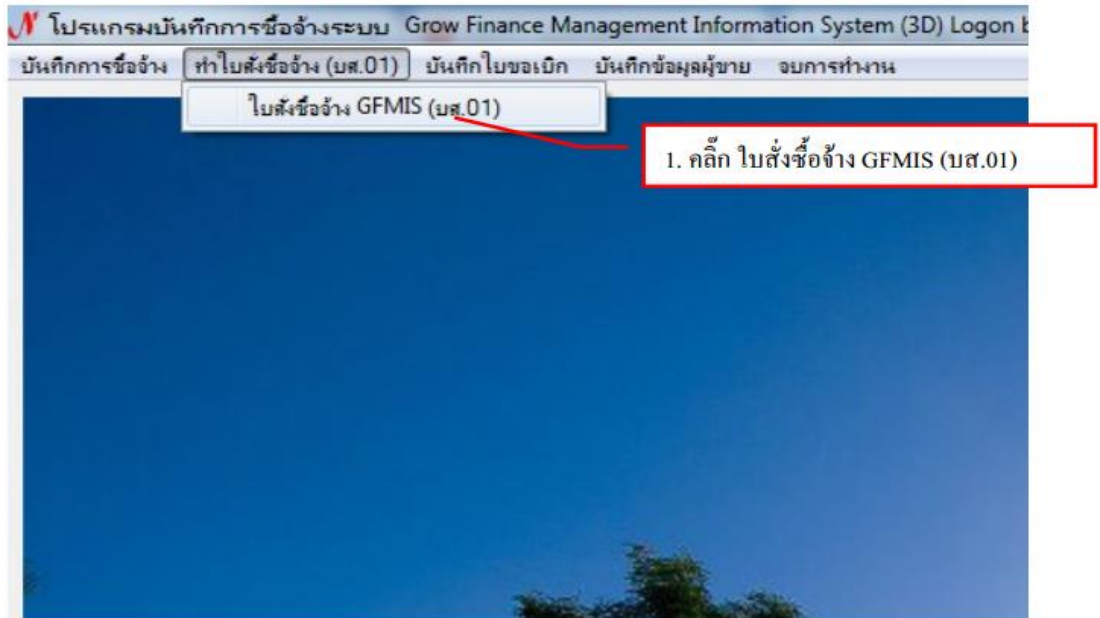 N โปรแกรมบันทึกการซื้อจ้างระบบ Grow Finance Management Information System (3D) Logon
บันทึกการซื้อจ้าง ทำใบสั่งซื้อจ้าง (บส.01) บันทึกใบขอเบิก บันทึกข้อมูลผู้ขาย จบการทำงาน
ใบสั่งซื้อจ้าง GFMIS (บส.01)
1. คลิ๊ก ใบสั่งซื้อจ้าง GFMIS (บส.01)